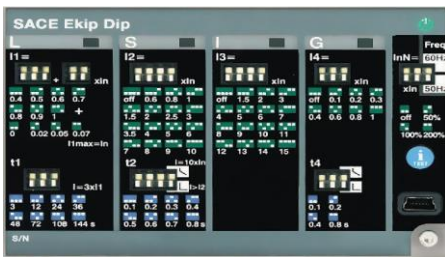 SACE Ekip Dip
L S I G
I1= I2= I3= I4= InN= Freq
60Hz
+ xIn xIn xIn xIn xIn 50Hz
0.4 0.5 0.6 0.7
0.8 0.9 1 +
0 0.02 0.05 0.07
I1max=In
off 0.6 0.8 1
1.5 2 2.5 3
3.5 4 5 6
7 8 9 10
off 1.5 2 3
4 5 6 7
8 9 10 11
12 13 14 15
off 0.1 0.2 0.3
0.4 0.6 0.8 1
off 50%
100% 200%
TEST
t1 I=3xI1
3 12 24 36
48 72 108 144 s
t2 I=10xIn
I>I2
0.1 0.2 0.3 0.4
0.5 0.6 0.7 0.8s
t4
0.1 0.2
0.4 0.8 s
S/N